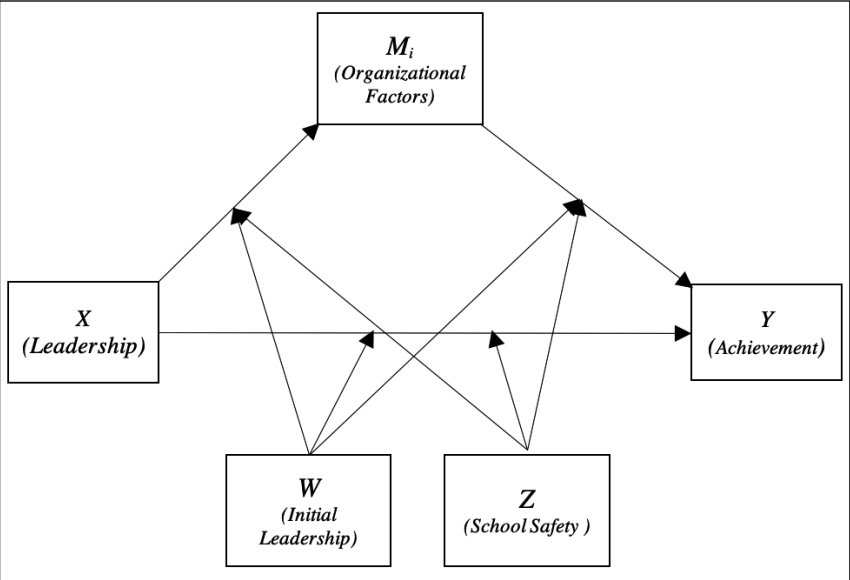 Mi
(Organizational
Factors)
X
(Leadership)
Y
(Achievement)
W
(Initial
Leadership)
Z
(School Safety )